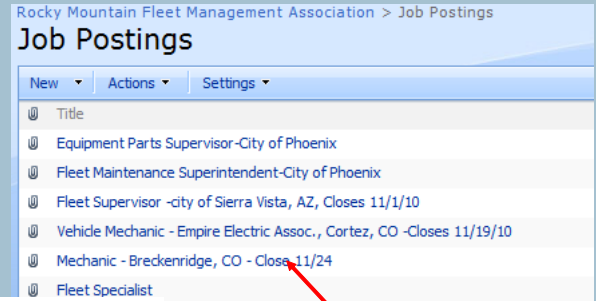 Rocky Mountain Fleet Management Association > Job Postings
Job Postings
New Actions Settings
Title
Equipment Parts Supervisor-City of Phoenix
Fleet Maintenance Superintendent-City of Phoenix
Fleet Supervisor -city of Sierra Vista, AZ, Closes 11/1/10
Vehicle Mechanic - Empire Electric Assoc., Cortez, CO -Closes 11/19/10
Mechanic - Breckenridge, CO - Close 11/24
Fleet Specialist